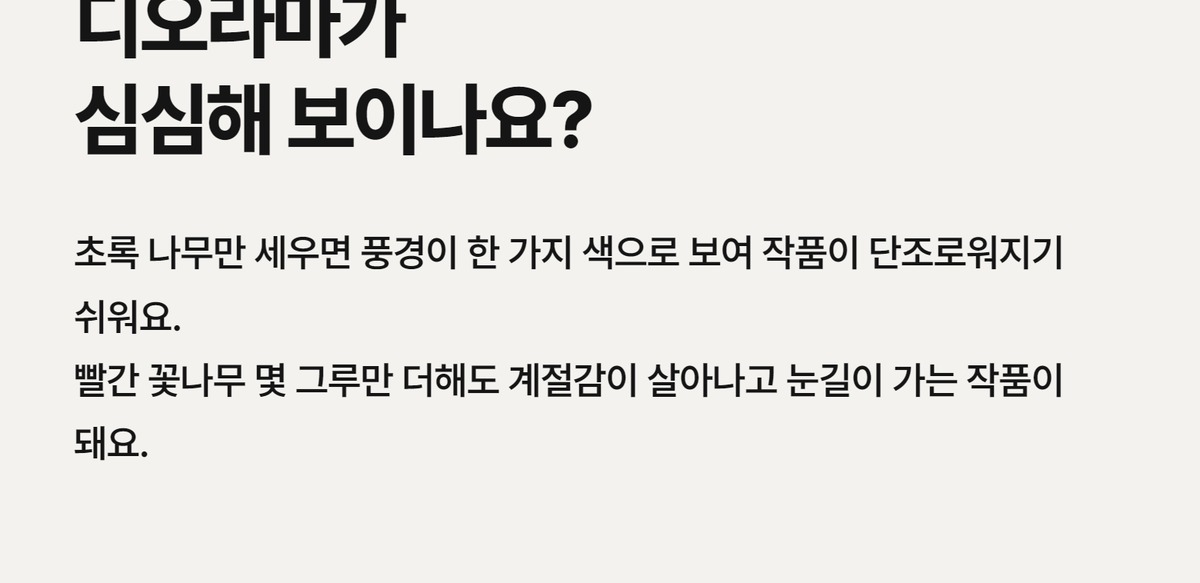 디오라마가
심심해 보이나요?
초록 나무만 세우면 풍경이 한 가지 색으로 보여 작품이 단조로워지기
쉬워요.
빨간 꽃나무 몇 그루만 더해도 계절감이 살아나고 눈길이 가는 작품이
돼요.